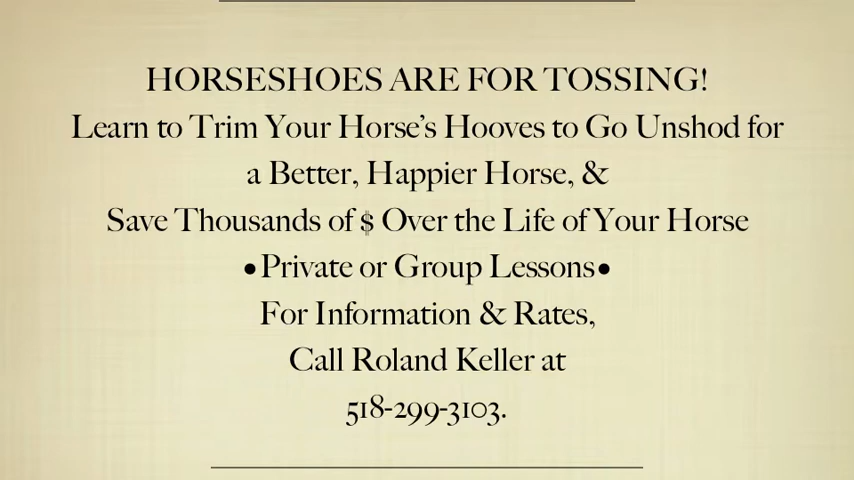 HORSESHOES ARE FOR TOSSING!
Learn to Trim Your Horse's Hooves to Go Unshod for
a Better, Happier Horse, &
Save Thousands of $ Over the Life of Your Horse
•Private or Group Lessons•
For Information & Rates,
Call Roland Keller at
518-299-3103.